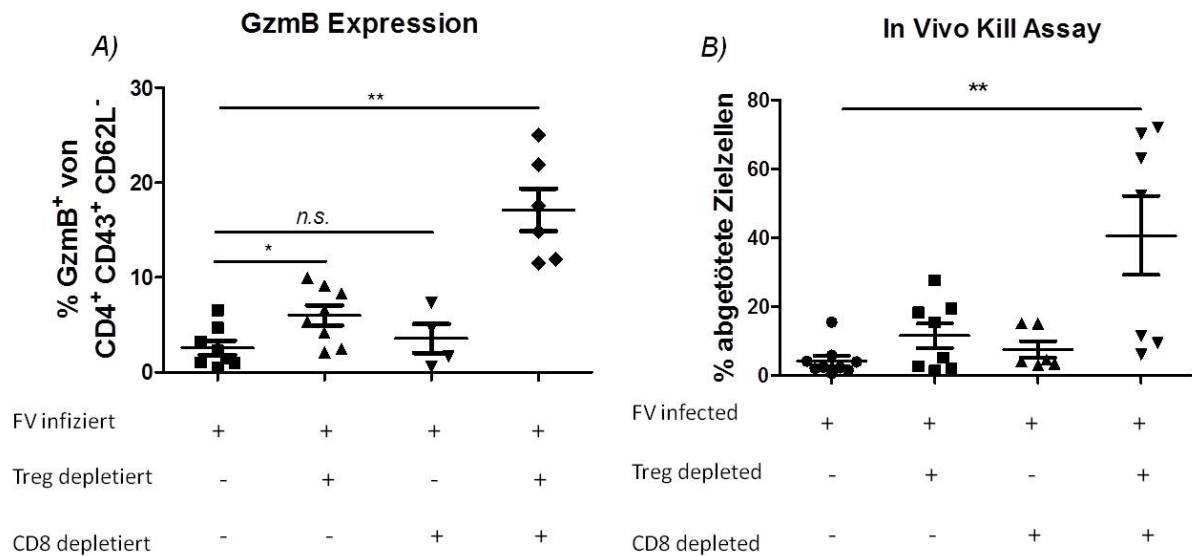 A)
GzmB Expression
% GzmB⁺ von
CD4⁺ CD43⁺ CD62L⁻
30
20
10
0
**
n.s.
*
FV infiziert + + + +
Treg depletiert - + - +
CD8 depletiert - - + +
B)
In Vivo Kill Assay
% abgetötete Zielzellen
80
60
40
20
0
**
FV infected + + + +
Treg depleted - + - +
CD8 depleted - - + +